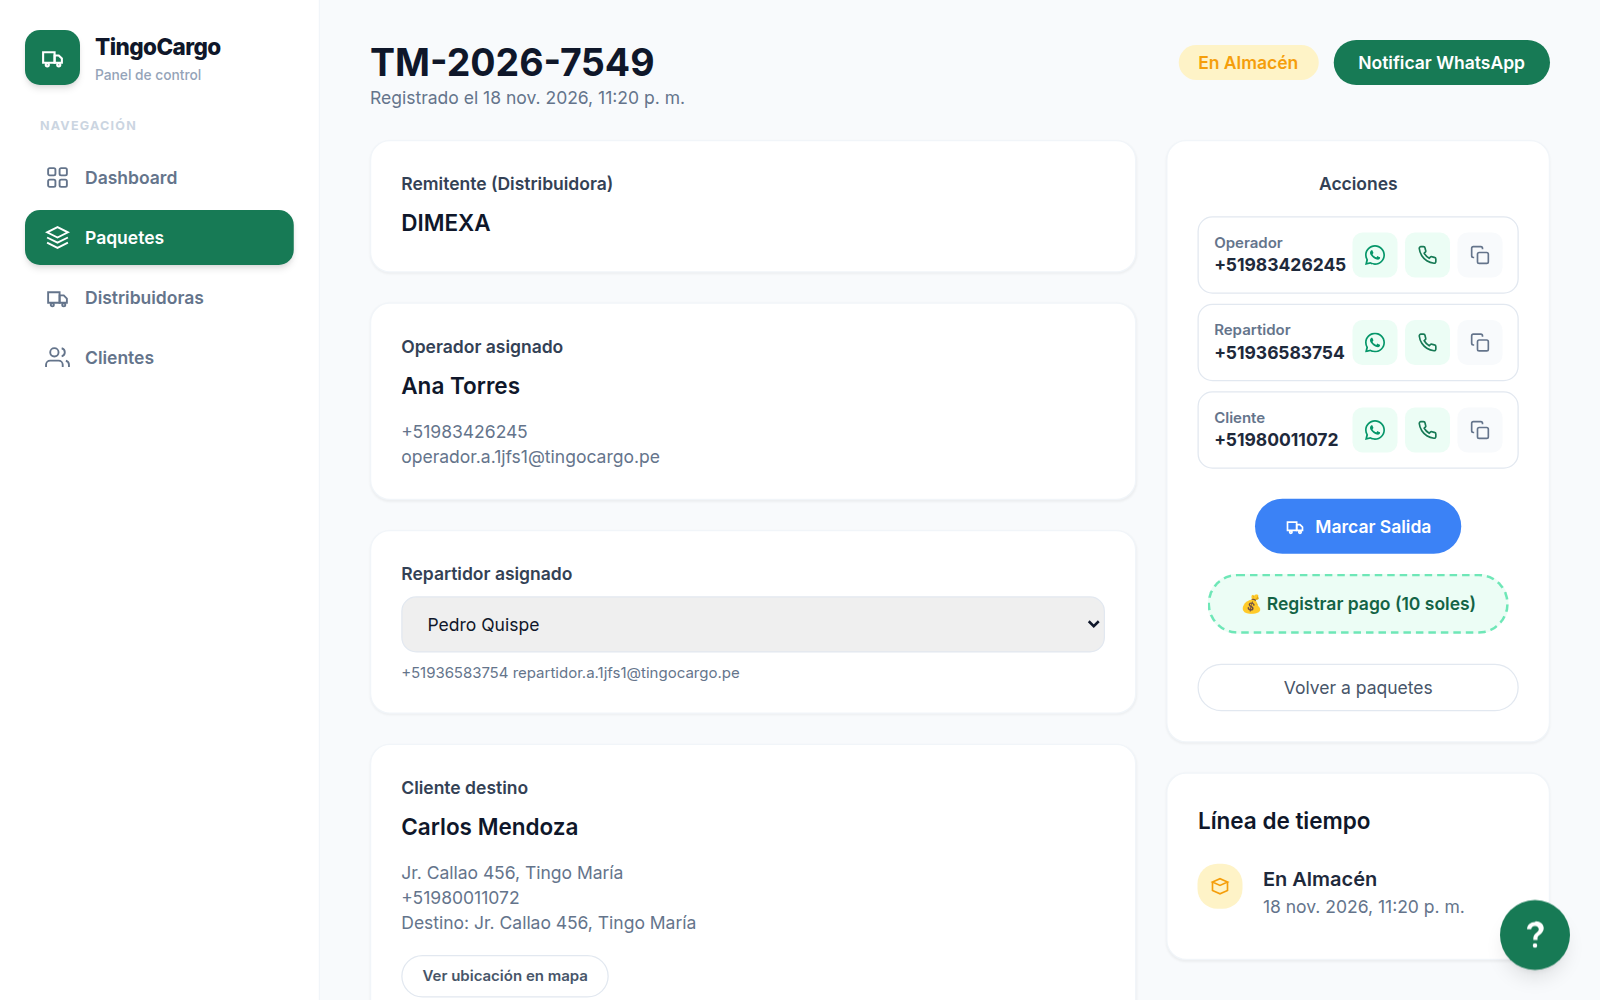 TingoCargo
Panel de control
NAVEGACIÓN
Dashboard
Paquetes
Distribuidoras
Clientes
TM-2026-7549
Registrado el 18 nov. 2026, 11:20 p. m.
En Almacén
Notificar WhatsApp
Remitente (Distribuidora)
DIMEXA
Operador asignado
Ana Torres
+51983426245
operador.a.1jfs1@tingocargo.pe
Repartidor asignado
Pedro Quispe
+51936583754 repartidor.a.1jfs1@tingocargo.pe
Cliente destino
Carlos Mendoza
Jr. Callao 456, Tingo María
+51980011072
Destino: Jr. Callao 456, Tingo María
Ver ubicación en mapa
Acciones
Operador
+51983426245
Repartidor
+51936583754
Cliente
+51980011072
Marcar Salida
💰 Registrar pago (10 soles)
Volver a paquetes
Línea de tiempo
En Almacén
18 nov. 2026, 11:20 p. m.
?